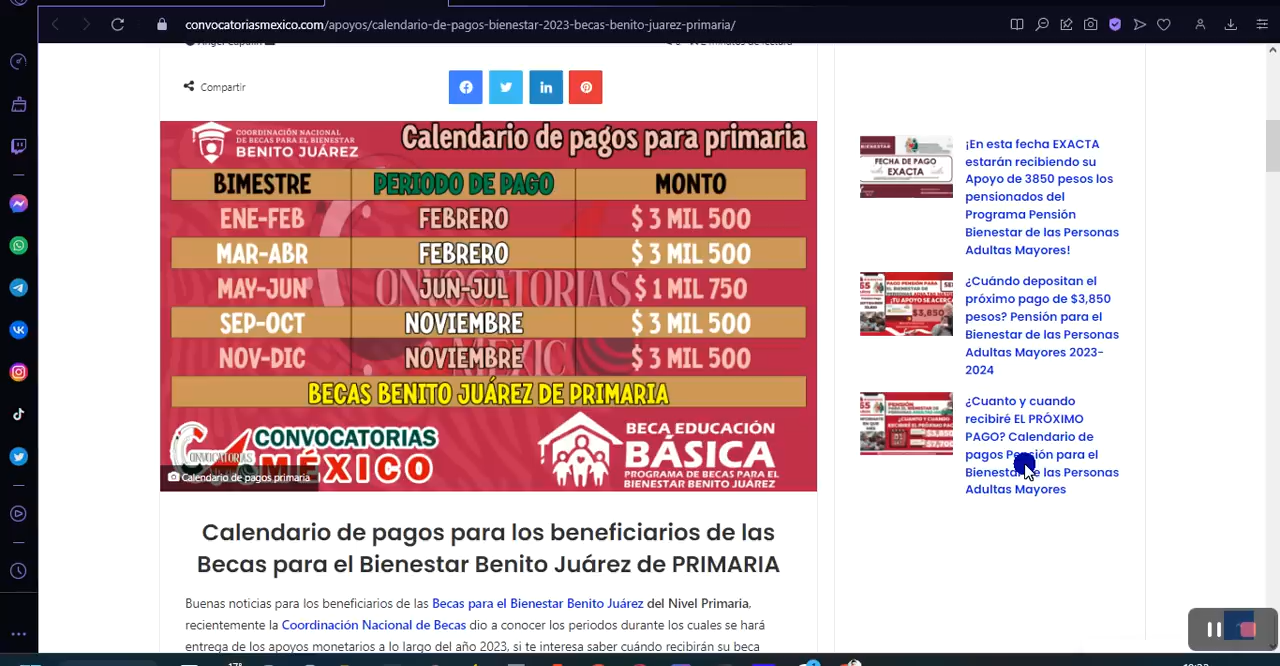 convocatoriasmexico.com/apoyos/calendario-de-pagos-bienestar-2023-becas-benito-juarez-primaria/
Compartir
COORDINACIÓN NACIONAL
DE BECAS PARA EL BIENESTAR
BENITO JUÁREZ
Calendario de pagos para primaria
BIMESTRE PERIODO DE PAGO MONTO
ENE-FEB FEBRERO $ 3 MIL 500
MAR-ABR FEBRERO $ 3 MIL 500
MAY-JUN JUN-JUL $ 1 MIL 750
SEP-OCT NOVIEMBRE $ 3 MIL 500
NOV-DIC NOVIEMBRE $ 3 MIL 500
BECAS BENITO JUÁREZ DE PRIMARIA
CONVOCATORIAS
MÉXICO
BECA EDUCACIÓN
BÁSICA
PROGRAMA DE BECAS PARA EL
BIENESTAR BENITO JUÁREZ
Calendario de pagos primaria
Calendario de pagos para los beneficiarios de las
Becas para el Bienestar Benito Juárez de PRIMARIA
Buenas noticias para los beneficiarios de las Becas para el Bienestar Benito Juárez del Nivel Primaria,
recientemente la Coordinación Nacional de Becas dio a conocer los periodos durante los cuales se hará
entrega de los apoyos monetarios a lo largo del año 2023, si te interesa saber cuándo recibirán su beca
FECHA DE PAGO
EXACTA
¡En esta fecha EXACTA
estarán recibiendo su
Apoyo de 3850 pesos los
pensionados del
Programa Pensión
Bienestar de las Personas
Adultas Mayores!
¿Cuándo depositan el
próximo pago de $3,850
pesos? Pensión para el
Bienestar de las Personas
Adultas Mayores 2023-
2024
¿Cuanto y cuando
recibiré EL PRÓXIMO
PAGO? Calendario de
pagos Pensión para el
Bienestar de las Personas
Adultas Mayores